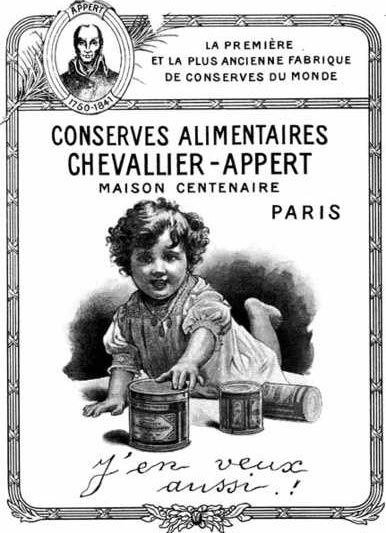 APPERT
1750-1841
LA PREMIÈRE
ET LA PLUS ANCIENNE FABRIQUE
DE CONSERVES DU MONDE
CONSERVES ALIMENTAIRES
CHEVALLIER-APPERT
MAISON CENTENAIRE
PARIS
J'en veux
aussi.!